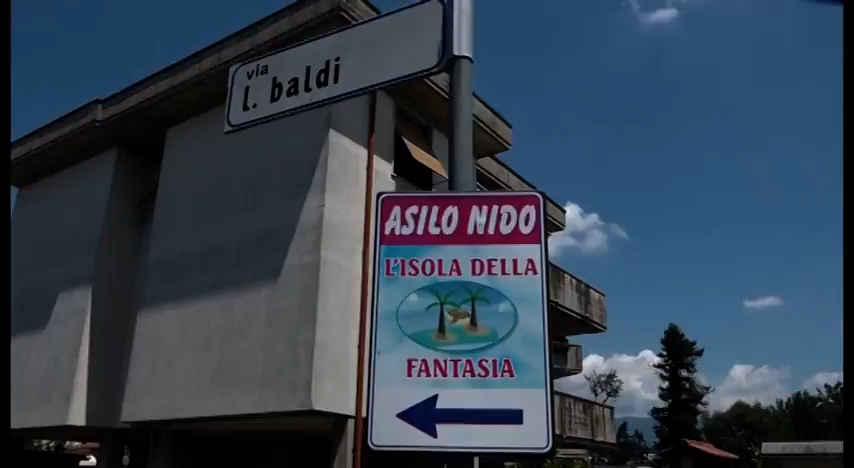 via
l. baldi
ASILO NIDO
L'ISOLA DELLA
FANTASIA